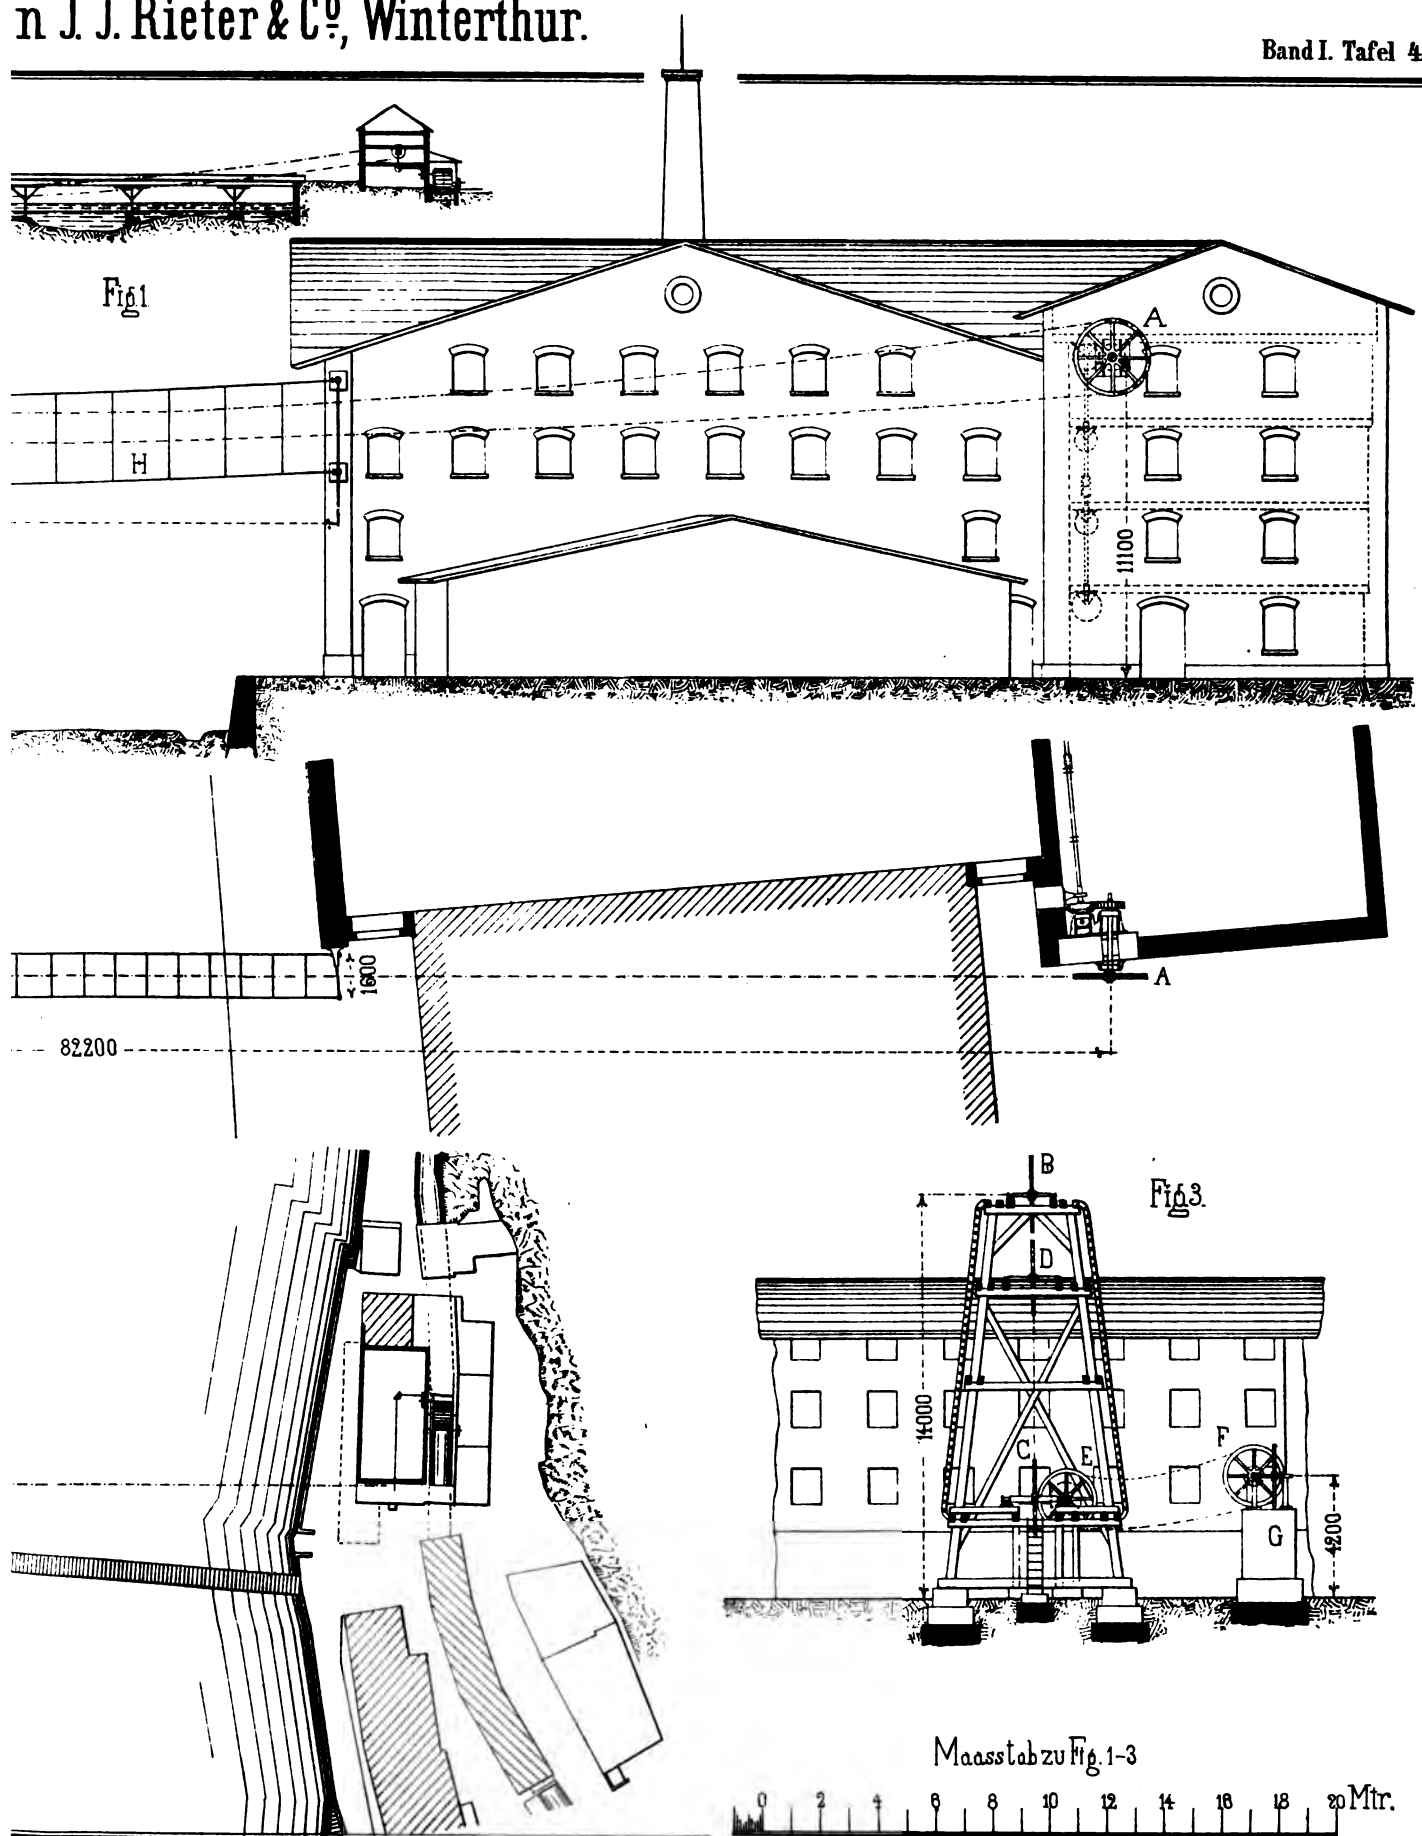 n J. J. Rieter & Cº, Winterthur.
Band I. Tafel 4
Fig.1
A
H
11100
1600
A
82200
B
Fig.3.
D
14000
C
E
F
G
4200
Maasstab zu Fig. 1-3
0 2 4 6 8 10 12 14 16 18 20 Mtr.